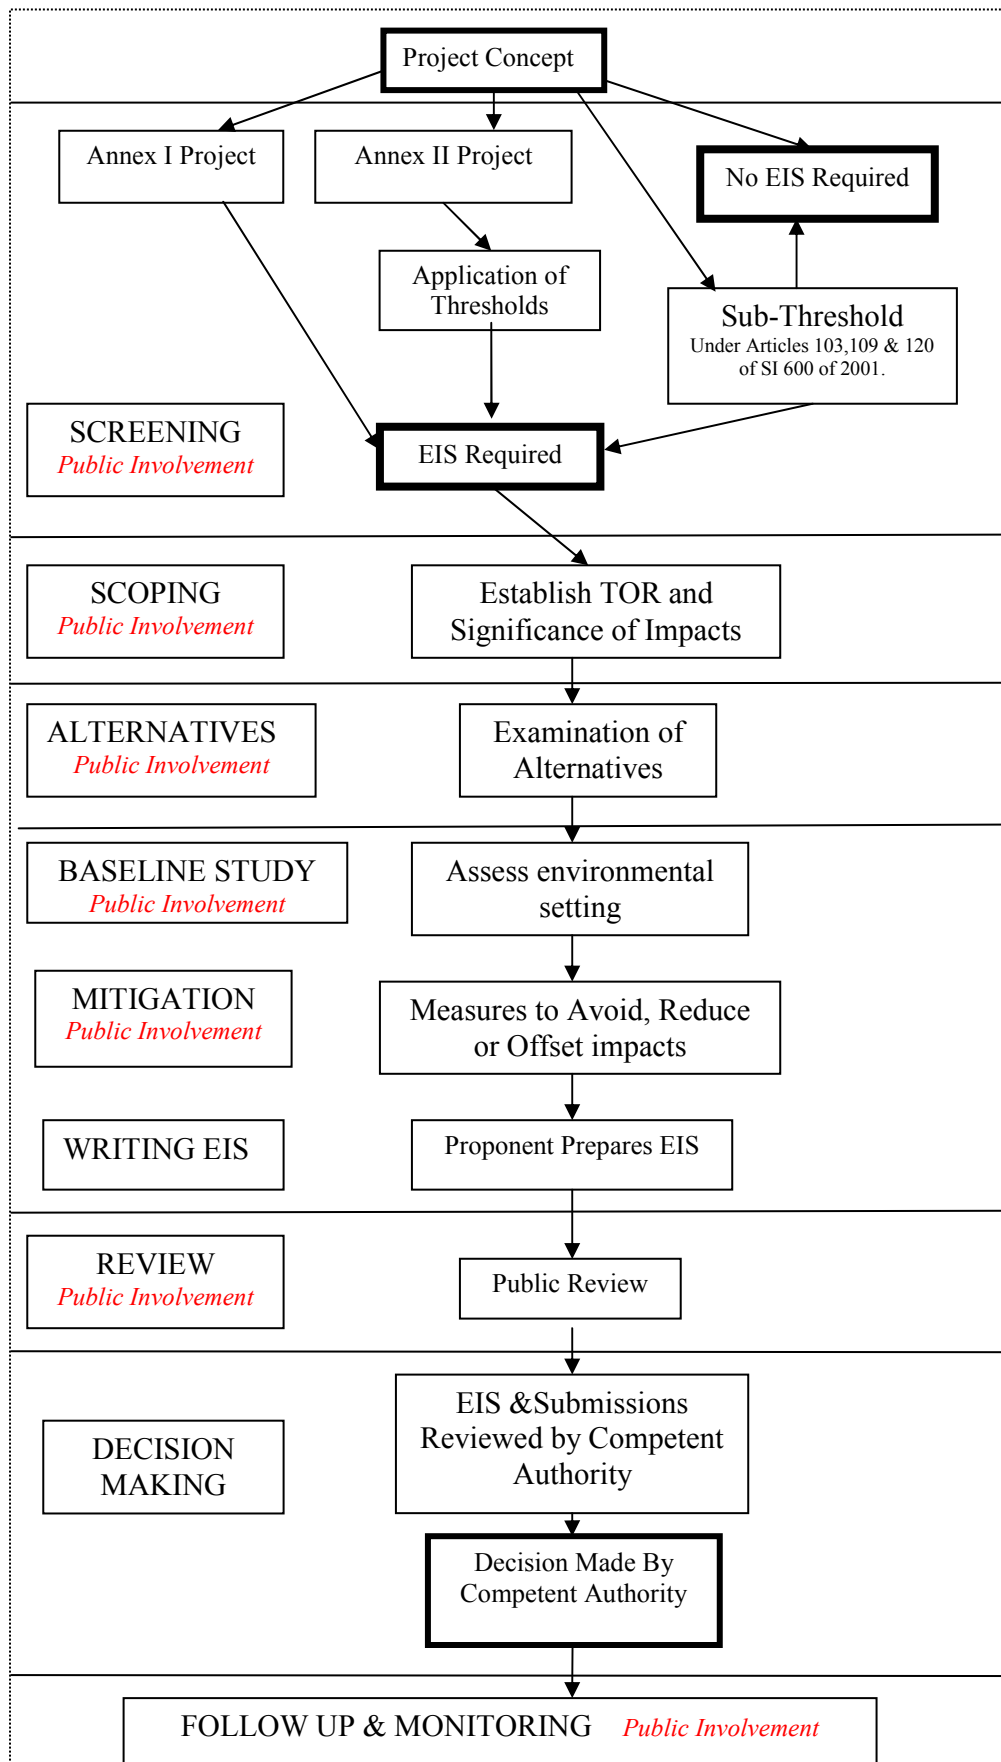 Project Concept
Annex I Project
Annex II Project
No EIS Required
Application of
Thresholds
Sub-Threshold
Under Articles 103,109 & 120
of SI 600 of 2001.
SCREENING
Public Involvement
EIS Required
SCOPING
Public Involvement
Establish TOR and
Significance of Impacts
ALTERNATIVES
Public Involvement
Examination of
Alternatives
BASELINE STUDY
Public Involvement
Assess environmental
setting
MITIGATION
Public Involvement
Measures to Avoid, Reduce
or Offset impacts
WRITING EIS
Proponent Prepares EIS
REVIEW
Public Involvement
Public Review
DECISION
MAKING
EIS &Submissions
Reviewed by Competent
Authority
Decision Made By
Competent Authority
FOLLOW UP & MONITORING Public Involvement